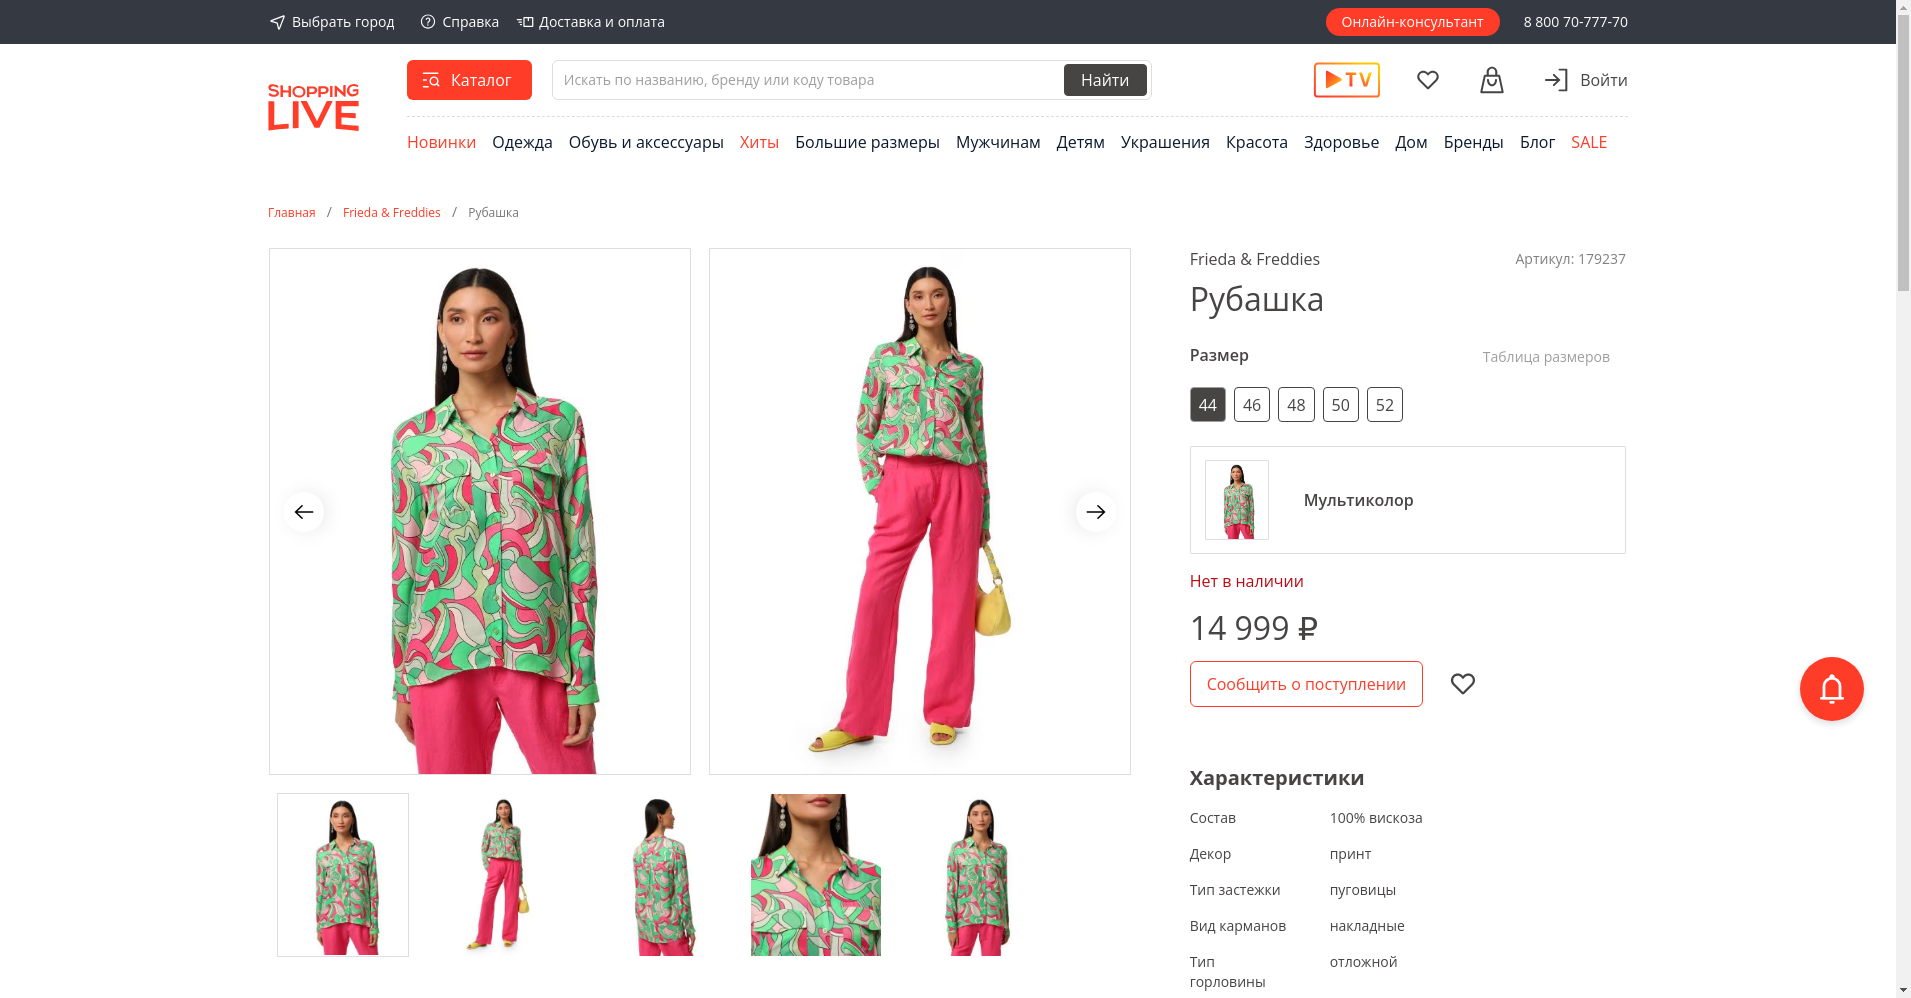 Выбрать город
Справка
Доставка и оплата
Онлайн-консультант
8 800 70-777-70
SHOPPING
LIVE
Каталог
Искать по названию, бренду или коду товара
Найти
TV
Войти
Новинки Одежда Обувь и аксессуары Хиты Большие размеры Мужчинам Детям Украшения Красота Здоровье Дом Бренды Блог SALE
Главная / Frieda & Freddies / Рубашка
Frieda & Freddies
Артикул: 179237
Рубашка
Размер
Таблица размеров
44 46 48 50 52
Мультиколор
Нет в наличии
14 999 ₽
Сообщить о поступлении
Характеристики
Состав 100% вискоза
Декор принт
Тип застежки пуговицы
Вид карманов накладные
Тип горловины отложной